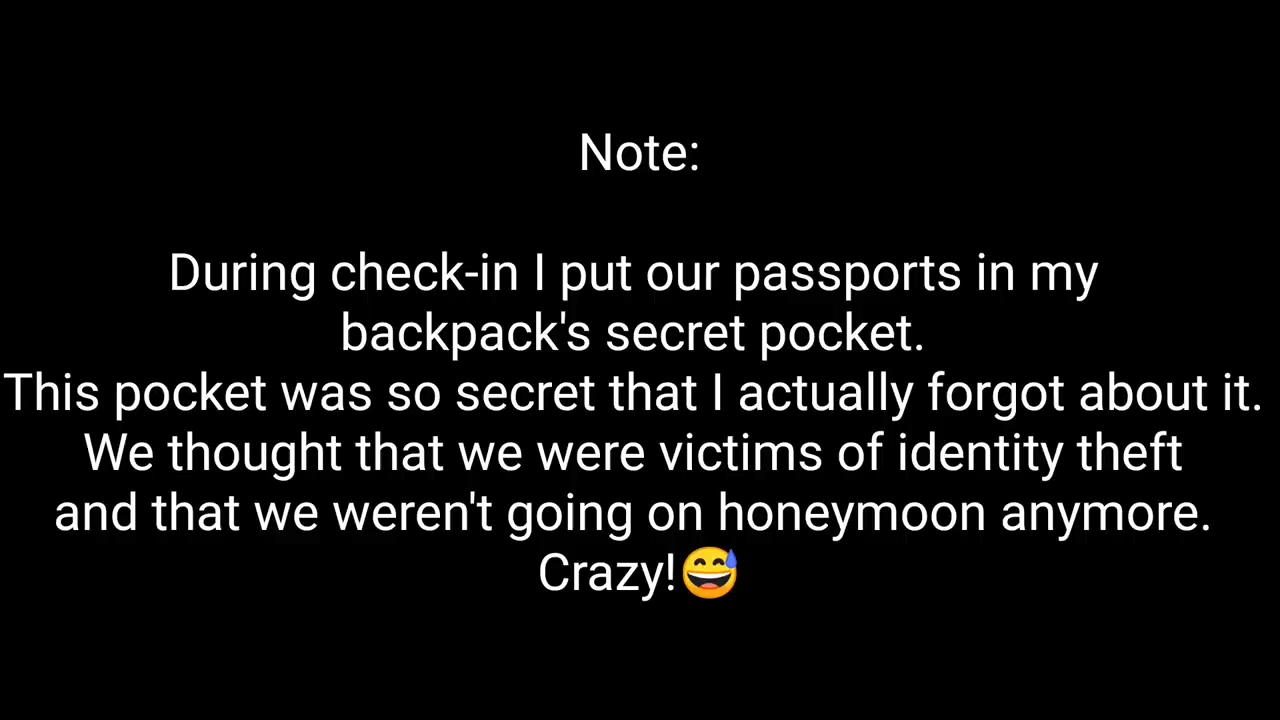 Note:
During check-in I put our passports in my
backpack's secret pocket.
This pocket was so secret that I actually forgot about it.
We thought that we were victims of identity theft
and that we weren't going on honeymoon anymore.
Crazy!😅